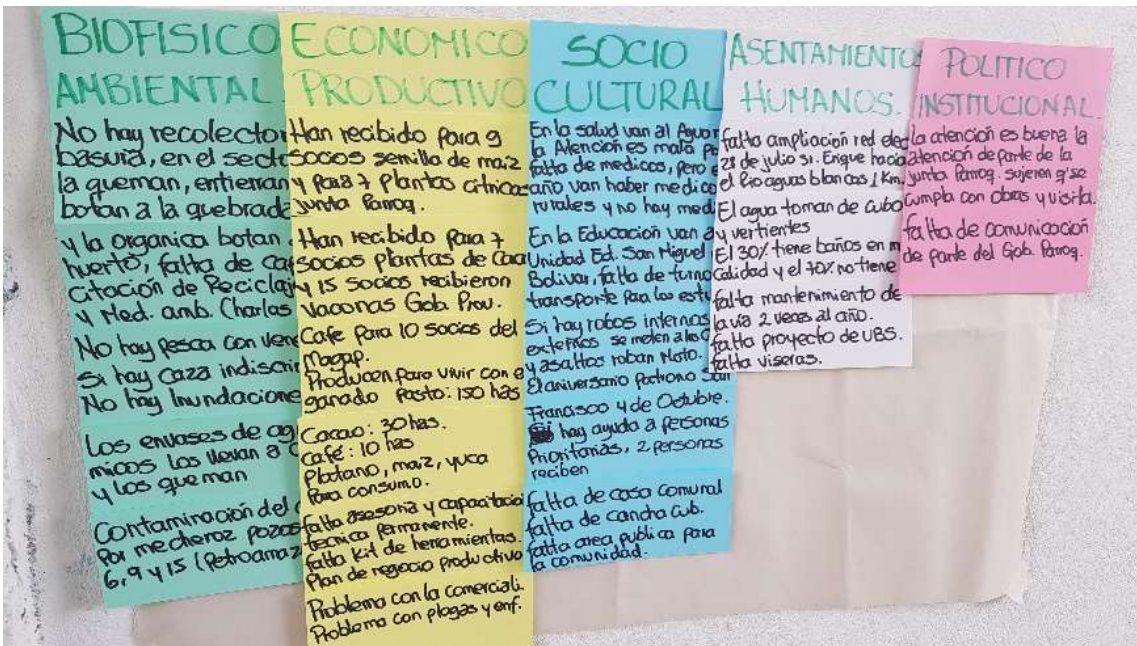 BIOFISICO
AMBIENTAL.
No hay recolector
basura, en el secto
la queman, entierran
botan a la quebrada
y la organica botan
huerto, falta de cap
citación de Reciclaj
y Med. amb. Charlas
No hay pesca con vene
Si hay Caza indiscri
No hay Inundacione
Los envases de ag
micos los llevan a
y los queman
Contaminación del
Por mecheroz pozos
6, 9 y 15 (Petroamaz
ECONOMICO
PRODUCTIVO
Han recibido Para 9
Socios semilla de maiz
y Para 7 Plantas citricas
Junta Parroq.
Han recibido Para 7
Socios plantas de Caca
y 15 socios recibieron
Vaconas Gob. Prov.
Cafe para 10 socios del
Magap.
Producen para vivir con e
ganado Pasto: 150 has
Cacao: 30 has.
Café: 10 has
Platano, maiz, yuca
Para consumo.
falta asesoria y capacitacio
tecnica permanente.
falta Kit de herramientas.
Plan de negocio productivo
Problema con la comerciali.
Problema con plagas y enf.
SOCIO
CULTURAL
En la salud van al Aguar
la Atención es mala Po
falta de medicos, pero e
año van haber medico
rurales y no hay med
En la Educación van a
Unidad Ed. San Miguel
Bolivar, falta de turno
transporte Para los estu
Si hay robos internos
externos se meten a las
y asaltos roban Moto.
El aniversario Patrono San
Francisco 4 de Octubre.
Si hay ayuda a personas
Prioritarias, 2 personas
reciben
falta de casa Comunal
falta de cancha Cub.
falta area publica para
la comunidad.
ASENTAMIENTOS
HUMANOS.
falta ampliación red elec
28 de julio Sr. Enrique hacia
el Rio aguas blancas 1 Km.
El agua toman de Cubo
y vertientes
El 30% tiene baños en m
calidad y el 70% no tiene
falta mantenimiento de
la vía 2 veces al año.
falta proyecto de UBS.
falta viseras.
POLITICO
INSTITUCIONAL.
la atención es buena la
atención de parte de la
Junta Parroq. sujeren q' se
cumpla con obras y visita.
falta de comunicación
de parte del Gob. Parroq.